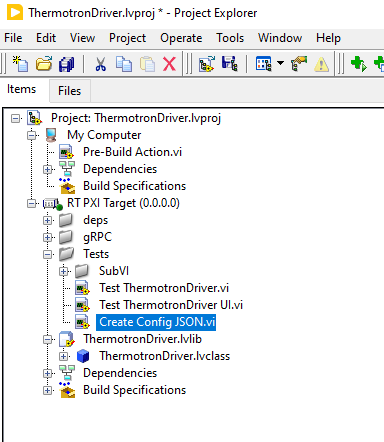 ThermotronDriver.lvproj * - Project Explorer
File Edit View Project Operate Tools Window Help
Items Files
Project: ThermotronDriver.lvproj
My Computer
Pre-Build Action.vi
Dependencies
Build Specifications
RT PXI Target (0.0.0.0)
deps
gRPC
Tests
SubVI
Test ThermotronDriver.vi
Test ThermotronDriver UI.vi
Create Config JSON.vi
ThermotronDriver.lvlib
ThermotronDriver.lvclass
Dependencies
Build Specifications